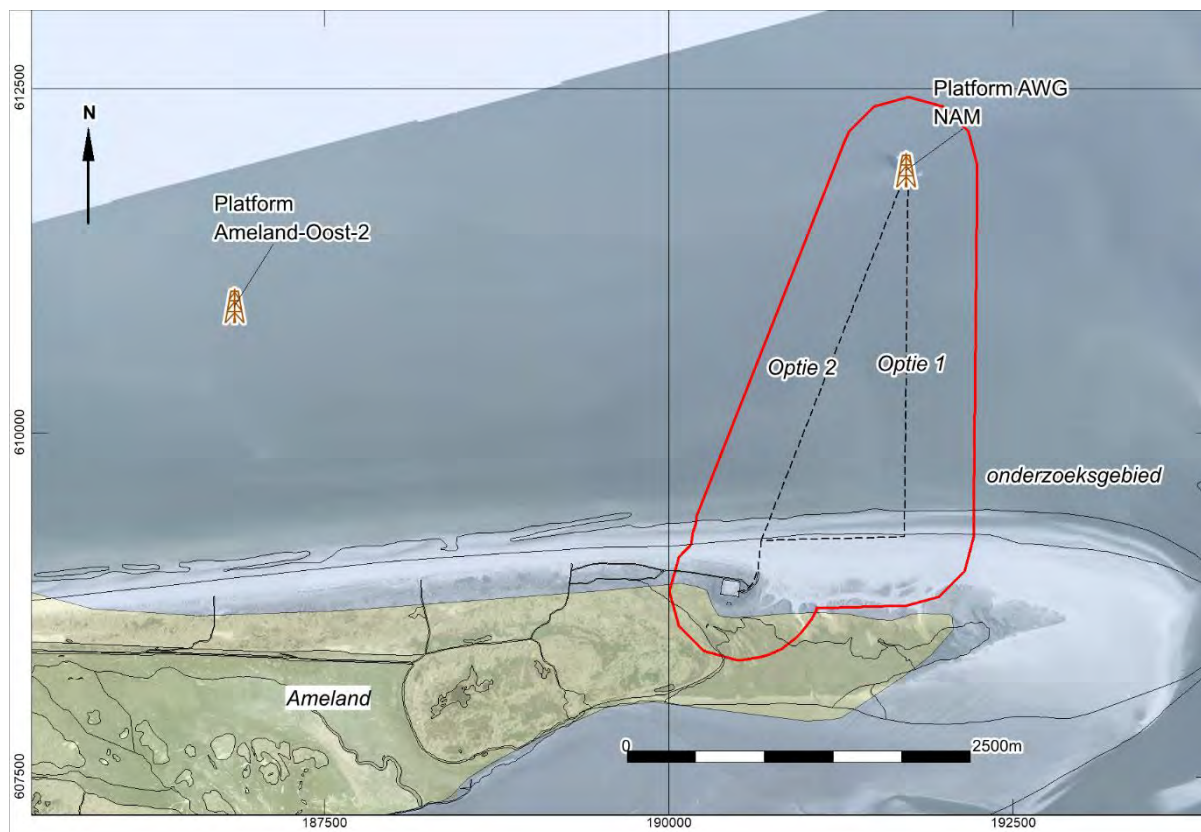 612500
Platform AWG
NAM
N
Platform
Ameland-Oost-2
Optie 2
Optie 1
610000
onderzoeksgebied
Ameland
0
2500m
607500
187500
190000
192500